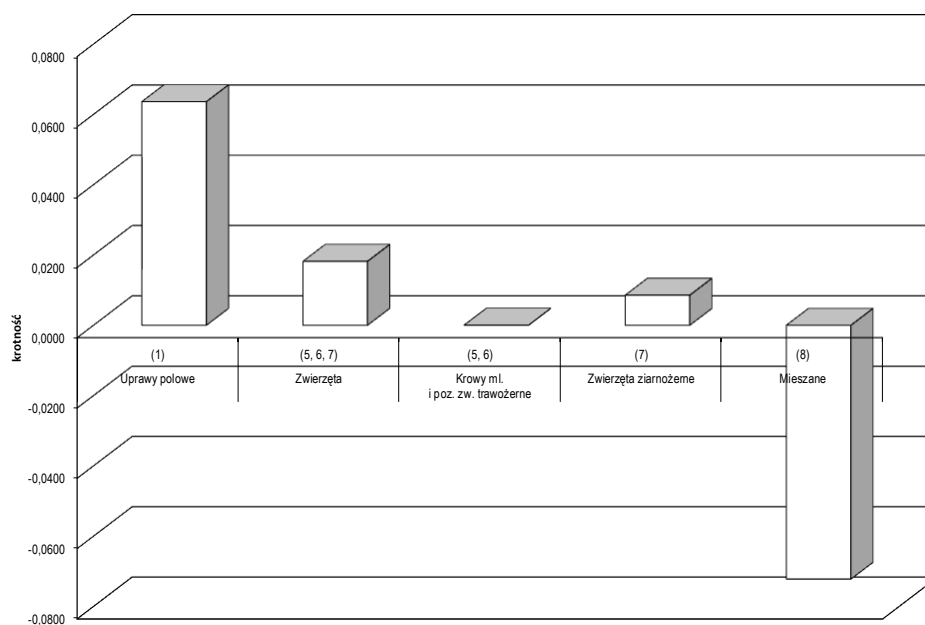 0,0800
0,0600
0,0400
0,0200
0,0000
-0,0200
-0,0400
-0,0600
-0,0800
krotność
(1)
Uprawy polowe
(5, 6, 7)
Zwierzęta
(5, 6)
Krowy ml.
i poz. zw. trawożerne
(7)
Zwierzęta ziarnożerne
(8)
Mieszane